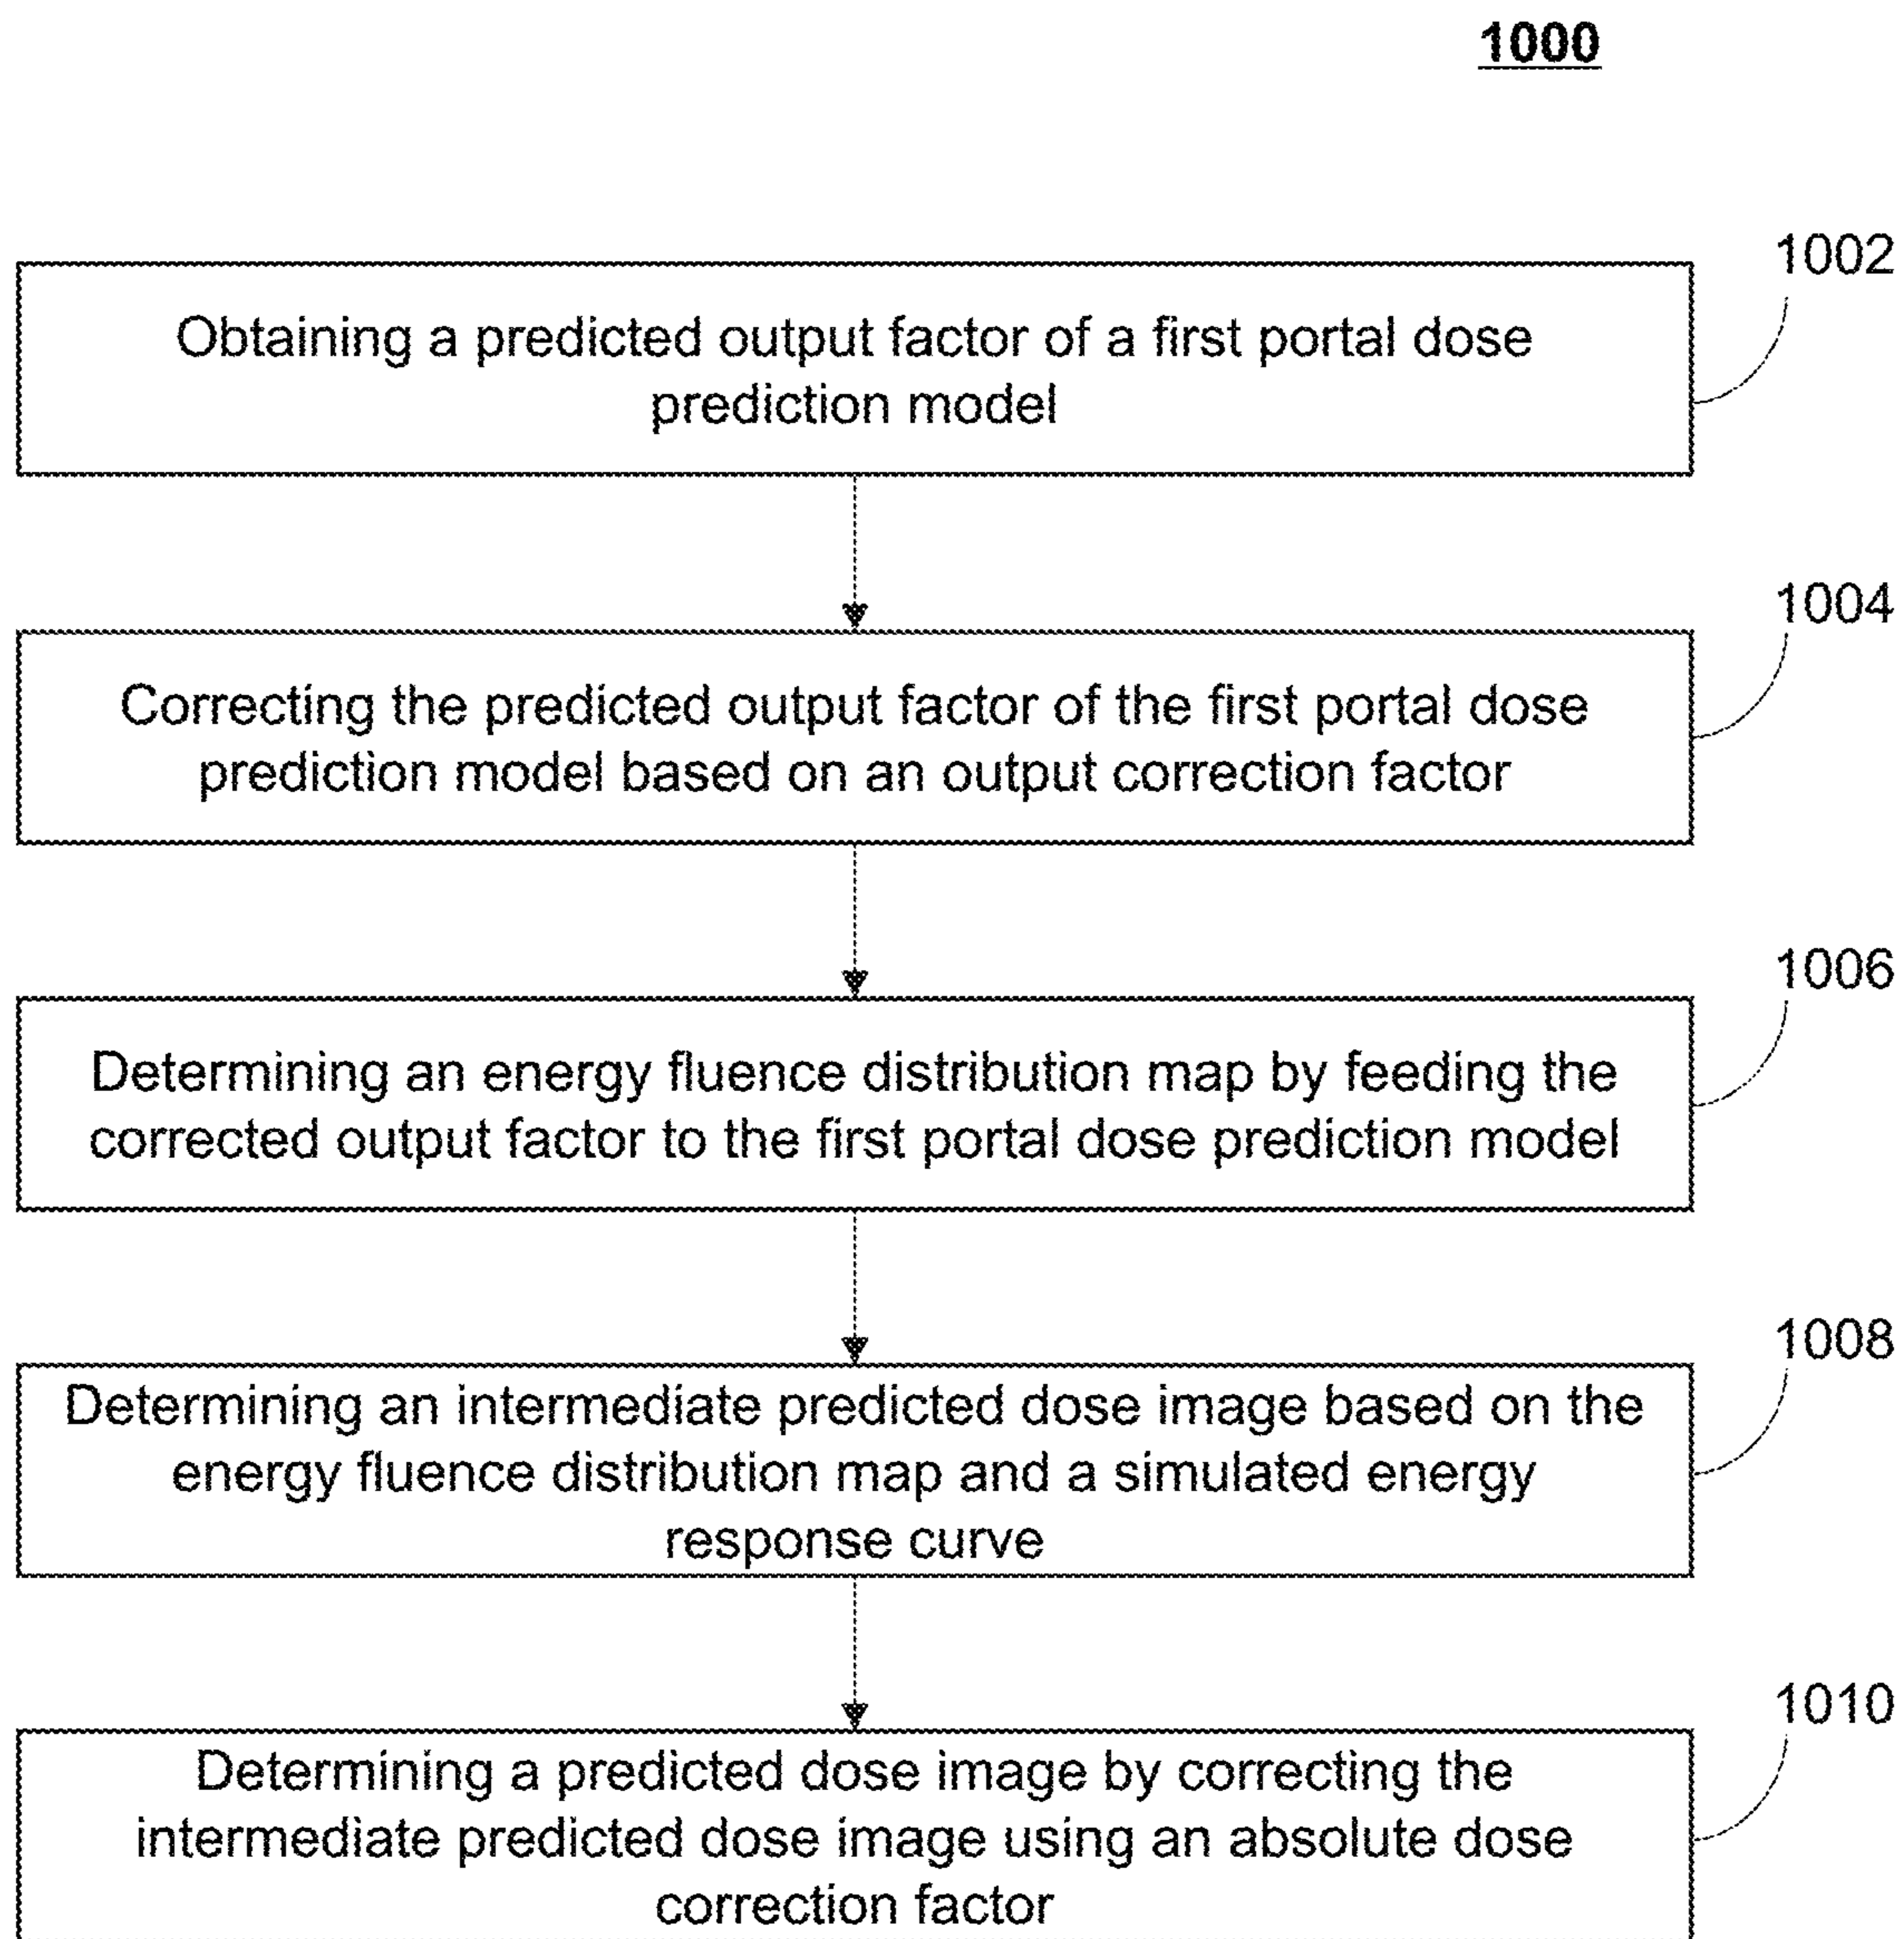 1000
1002
Obtaining a predicted output factor of a first portal dose
prediction model
1004
Correcting the predicted output factor of the first portal dose
prediction model based on an output correction factor
1006
Determining an energy fluence distribution map by feeding the
corrected output factor to the first portal dose prediction model
1008
Determining an intermediate predicted dose image based on the
energy fluence distribution map and a simulated energy
response curve
1010
Determining a predicted dose image by correcting the
intermediate predicted dose image using an absolute dose
correction factor